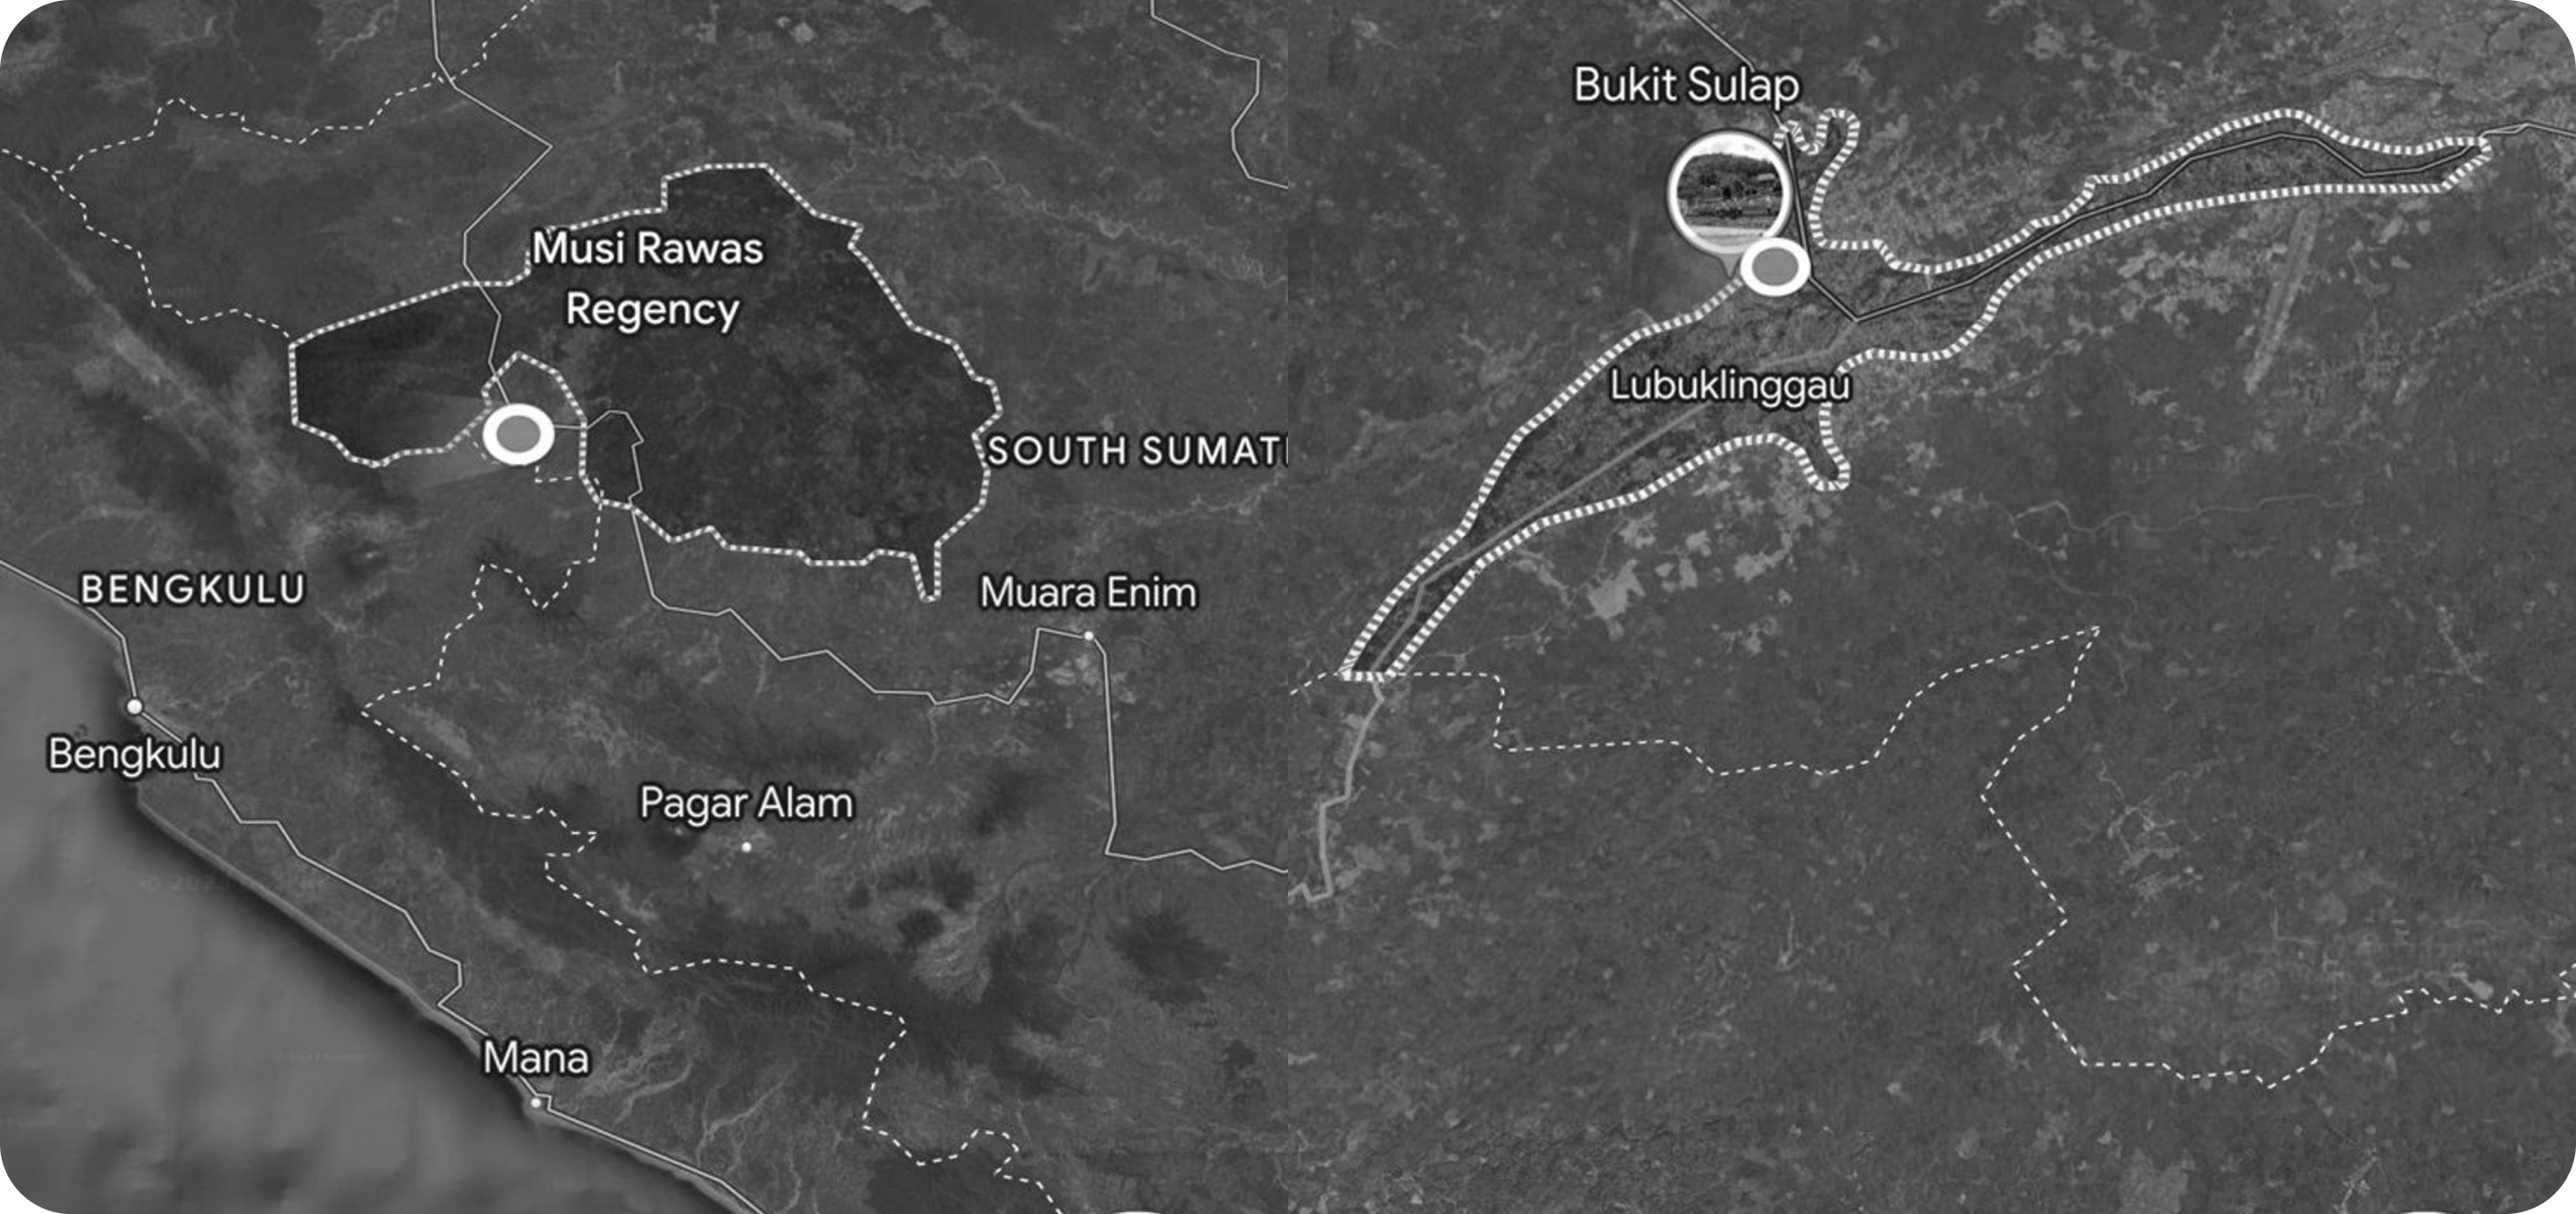 Musi Rawas
Regency
SOUTH SUMAT
BENGKULU
Muara Enim
Bengkulu
Pagar Alam
Mana
Bukit Sulap
Lubuklinggau